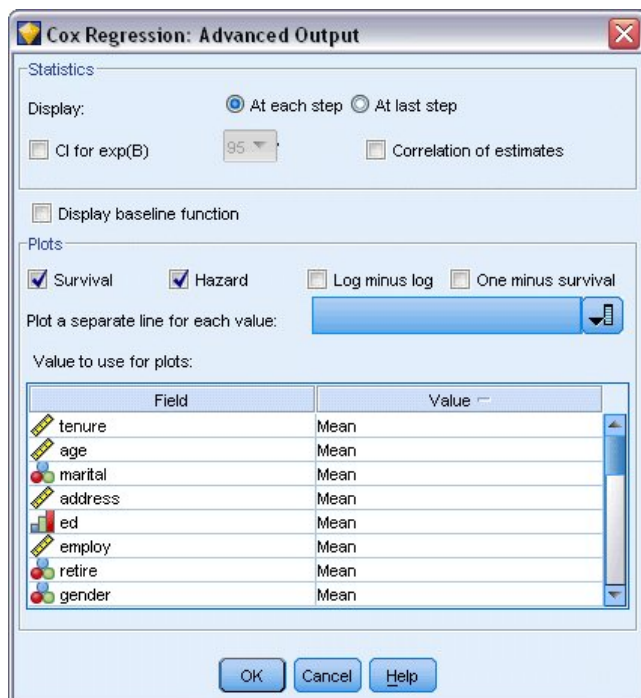 Cox Regression: Advanced Output
Statistics
Display: At each step At last step
CI for exp(B) 95 Correlation of estimates
Display baseline function
Plots
Survival Hazard Log minus log One minus survival
Plot a separate line for each value:
Value to use for plots:
Field Value
tenure Mean
age Mean
marital Mean
address Mean
ed Mean
employ Mean
retire Mean
gender Mean
OK Cancel Help